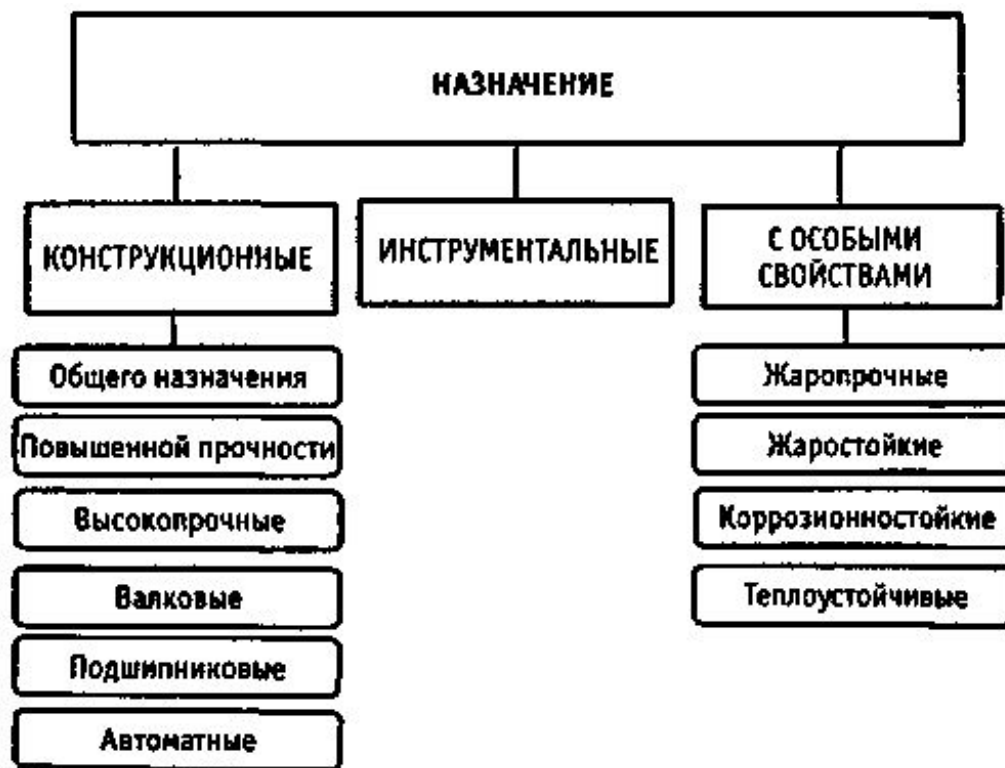 НАЗНАЧЕНИЕ
КОНСТРУКЦИОННЫЕ
ИНСТРУМЕНТАЛЬНЫЕ
С ОСОБЫМИ
СВОЙСТВАМИ
Общего назначения
Повышенной прочности
Высокопрочные
Валковые
Подшипниковые
Автоматные
Жаропрочные
Жаростойкие
Коррозионностойкие
Теплоустойчивые